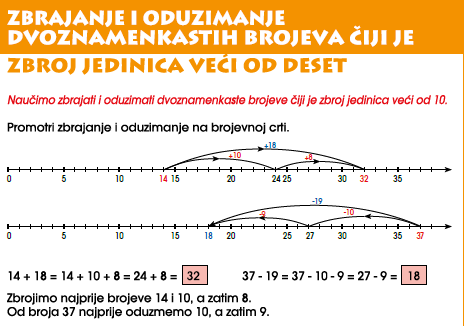 ZBRAJANJE I ODUZIMANJE
DVOZNAMENKASTIH BROJEVA ČIJI JE
ZBROJ JEDINICA VEĆI OD DESET
Naučimo zbrajati i oduzimati dvoznamenkaste brojeve čiji je zbroj jedinica veći od 10.
Promotri zbrajanje i oduzimanje na brojevnoj crti.
+18
+10 +8
0 5 10 14 15 20 24 25 30 32 35
-19
-9 -10
0 5 10 15 18 20 25 27 30 35 37
14 + 18 = 14 + 10 + 8 = 24 + 8 = 32 37 - 19 = 37 - 10 - 9 = 27 - 9 = 18
Zbrojimo najprije brojeve 14 i 10, a zatim 8.
Od broja 37 najprije oduzmemo 10, a zatim 9.